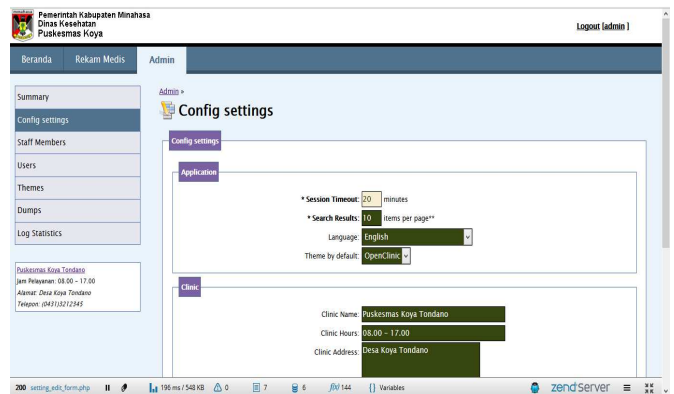 Pemerintah Kabupaten Minahasa
Dinas Kesehatan
Puskesmas Koya
Logout [admin ]
Beranda Rekam Medis Admin
Summary
Config settings
Staff Members
Users
Themes
Dumps
Log Statistics
Puskesmas Koya Tondano
Jam Pelayanan: 08.00 – 17.00
Alamat: Desa Koya Tondano
Telepon: (0431)3212345
Admin »
Config settings
Config settings
Application
* Session Timeout: 20 minutes
* Search Results: 10 items per page**
Language: English
Theme by default: OpenClinic
Clinic
Clinic Name: Puskesmas Koya Tondano
Clinic Hours: 08.00 – 17.00
Clinic Address: Desa Koya Tondano
200 setting_edit_form.php 196 ms / 548 KB 0 7 6 f(x) 144 {} Variables zend server